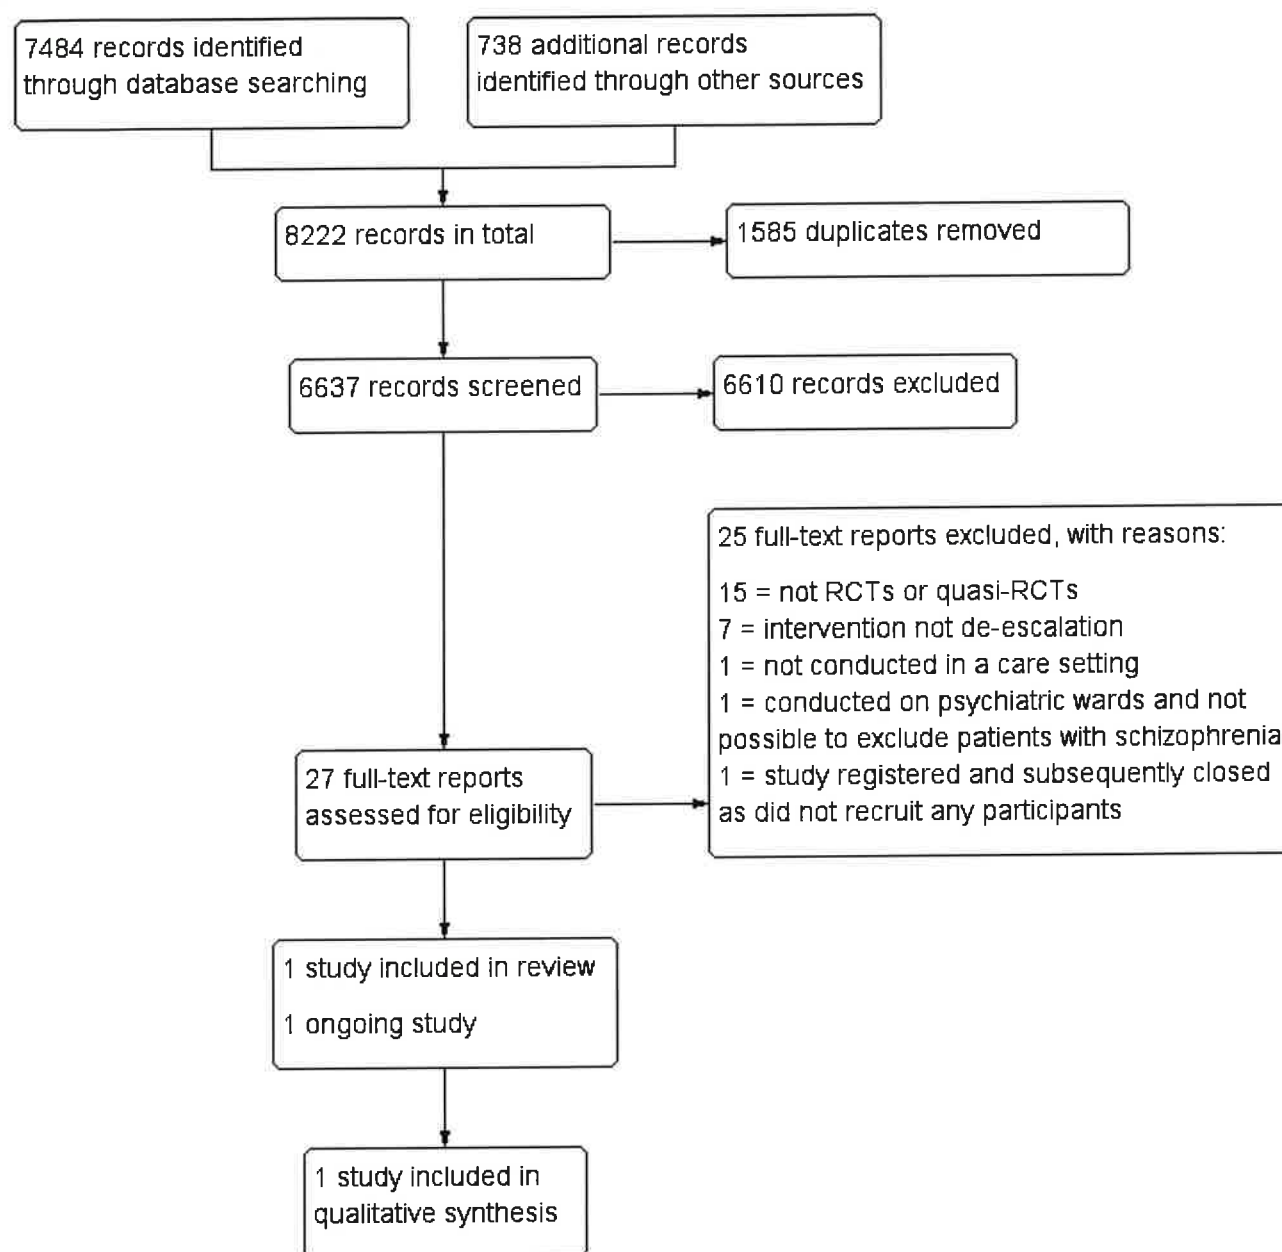 7484 records identified
through database searching
738 additional records
identified through other sources
8222 records in total
1585 duplicates removed
6637 records screened
6610 records excluded
25 full-text reports excluded, with reasons:
15 = not RCTs or quasi-RCTs
7 = intervention not de-escalation
1 = not conducted in a care setting
1 = conducted on psychiatric wards and not
possible to exclude patients with schizophrenia
1 = study registered and subsequently closed
as did not recruit any participants
27 full-text reports
assessed for eligibility
1 study included in review
1 ongoing study
1 study included in
qualitative synthesis